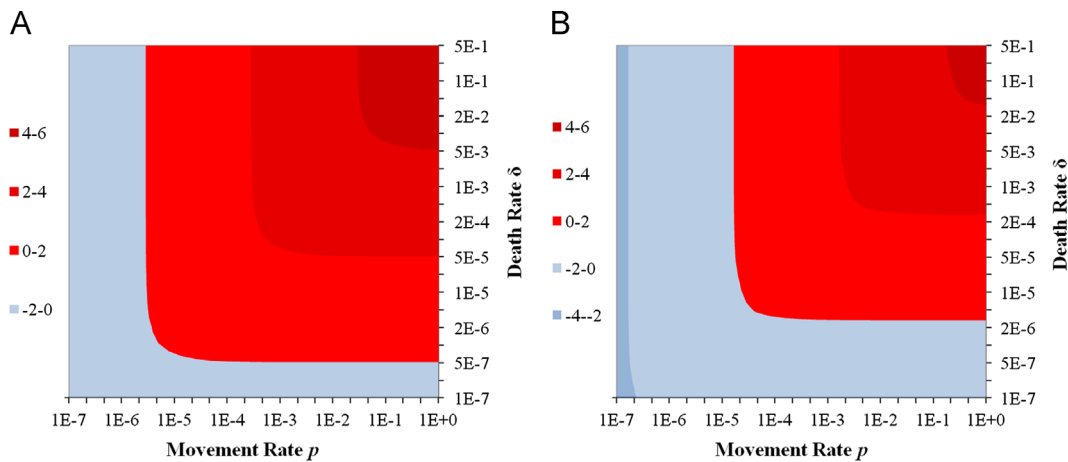 A
4-6
2-4
0-2
-2-0
5E-1
1E-1
2E-2
5E-3
1E-3
2E-4
5E-5
1E-5
2E-6
5E-7
1E-7
Death Rate δ
1E-7 1E-6 1E-5 1E-4 1E-3 1E-2 1E-1 1E0
Movement Rate p
B
4-6
2-4
0-2
-2-0
-4--2
5E-1
1E-1
2E-2
5E-3
1E-3
2E-4
5E-5
1E-5
2E-6
5E-7
1E-7
Death Rate δ
1E-7 1E-6 1E-5 1E-4 1E-3 1E-2 1E-1 1E0
Movement Rate p